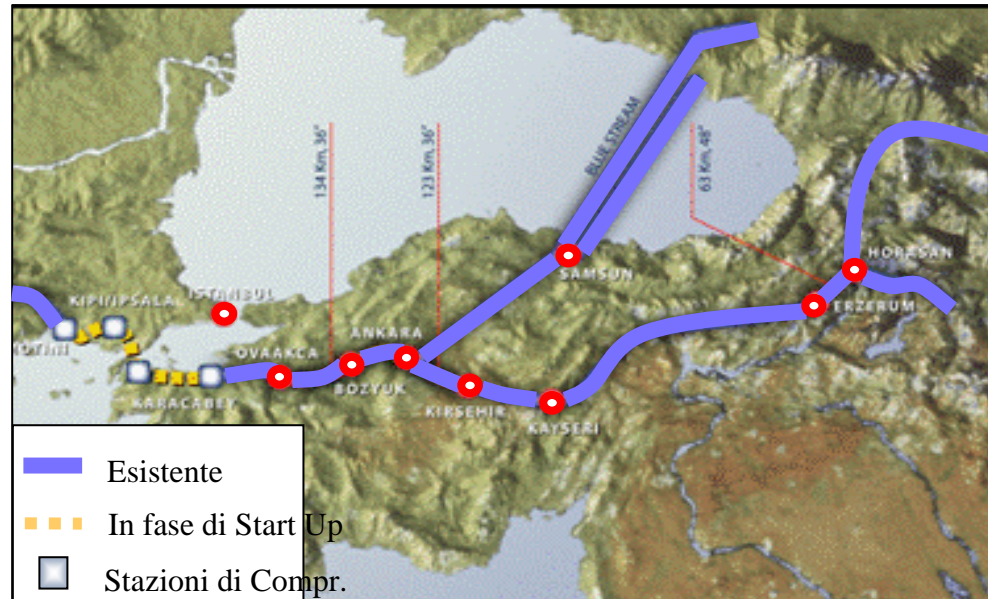 134 Km, 36"
123 Km, 36"
BLUE STREAM
63 Km, 48"
HORASAN
SAMSUN
KIPI/IPSALA
ISTANBUL
ERZERUM
ANKARA
OVAAKCA
BOZYUK
KARACABEY
KIRSEHIR
KAYSERI
Esistente
In fase di Start Up
Stazioni di Compr.